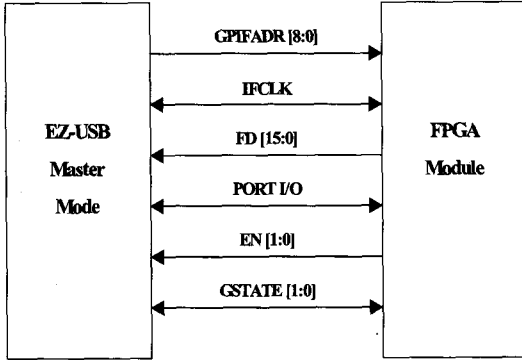 GPIFADR [8:0]
IFCLK
EZ-USB
Master
Mode
FD [15:0]
FPGA
Module
PORT I/O
EN [1:0]
GSTATE [1:0]